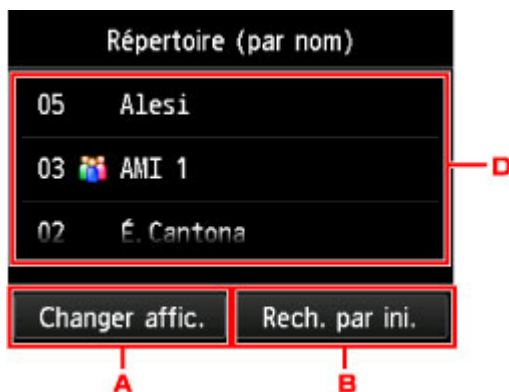 Répertoire (par nom)
05 Alesi
03 AMI 1
D
02 É.Cantona
Changer affic. Rech. par ini.
A B